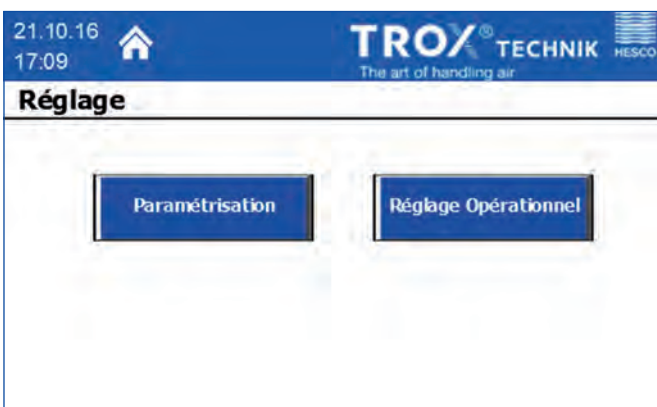 21.10.16
17:09
TROX® TECHNIK
The art of handling air
HESCO
Réglage
Paramétrisation
Réglage Opérationnel